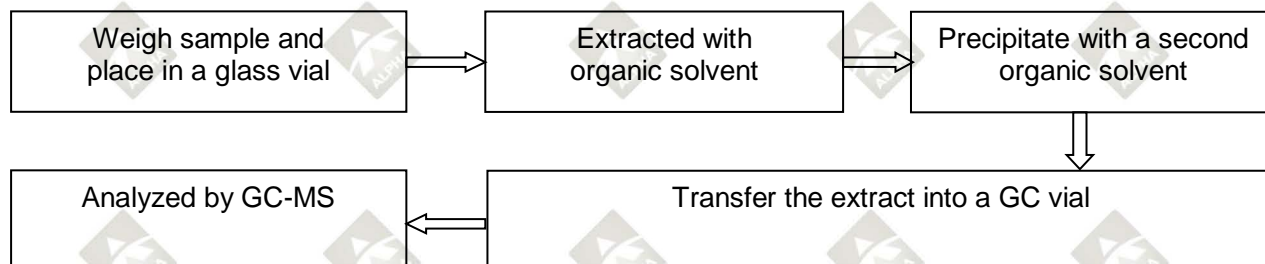 Weigh sample and
place in a glass vial
Extracted with
organic solvent
Precipitate with a second
organic solvent
Transfer the extract into a GC vial
Analyzed by GC-MS
ALPHA